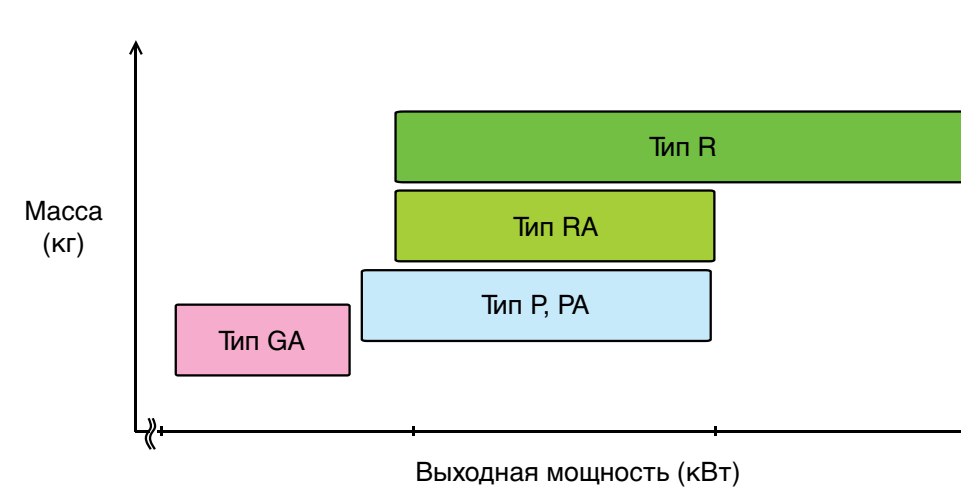 Тип R
Масса
(кг)
Тип RA
Тип P, PA
Тип GA
Выходная мощность (кВт)